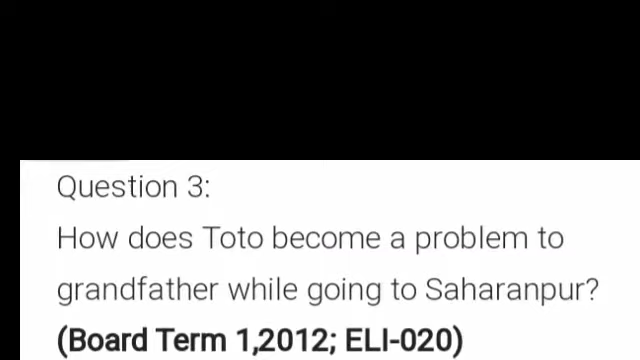 Question 3:
How does Toto become a problem to
grandfather while going to Saharanpur?
(Board Term 1,2012; ELI-020)